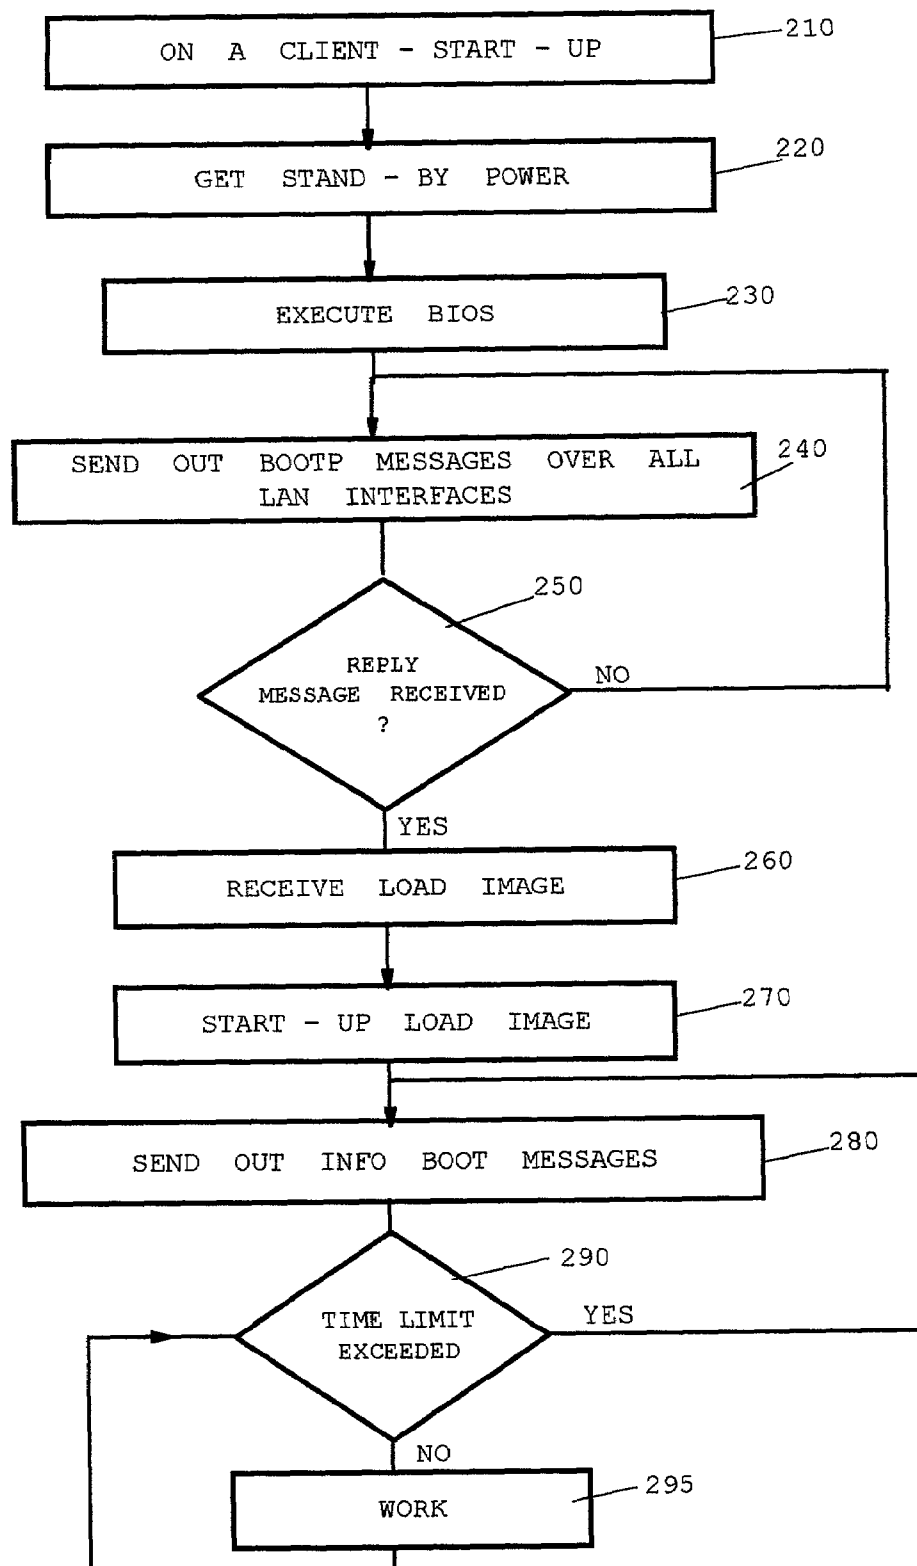 ON A CLIENT - START - UP
210
GET STAND - BY POWER
220
EXECUTE BIOS
230
SEND OUT BOOTP MESSAGES OVER ALL
LAN INTERFACES
240
250
REPLY
MESSAGE RECEIVED
?
NO
YES
RECEIVE LOAD IMAGE
260
START - UP LOAD IMAGE
270
SEND OUT INFO BOOT MESSAGES
280
290
TIME LIMIT
EXCEEDED
YES
NO
WORK
295